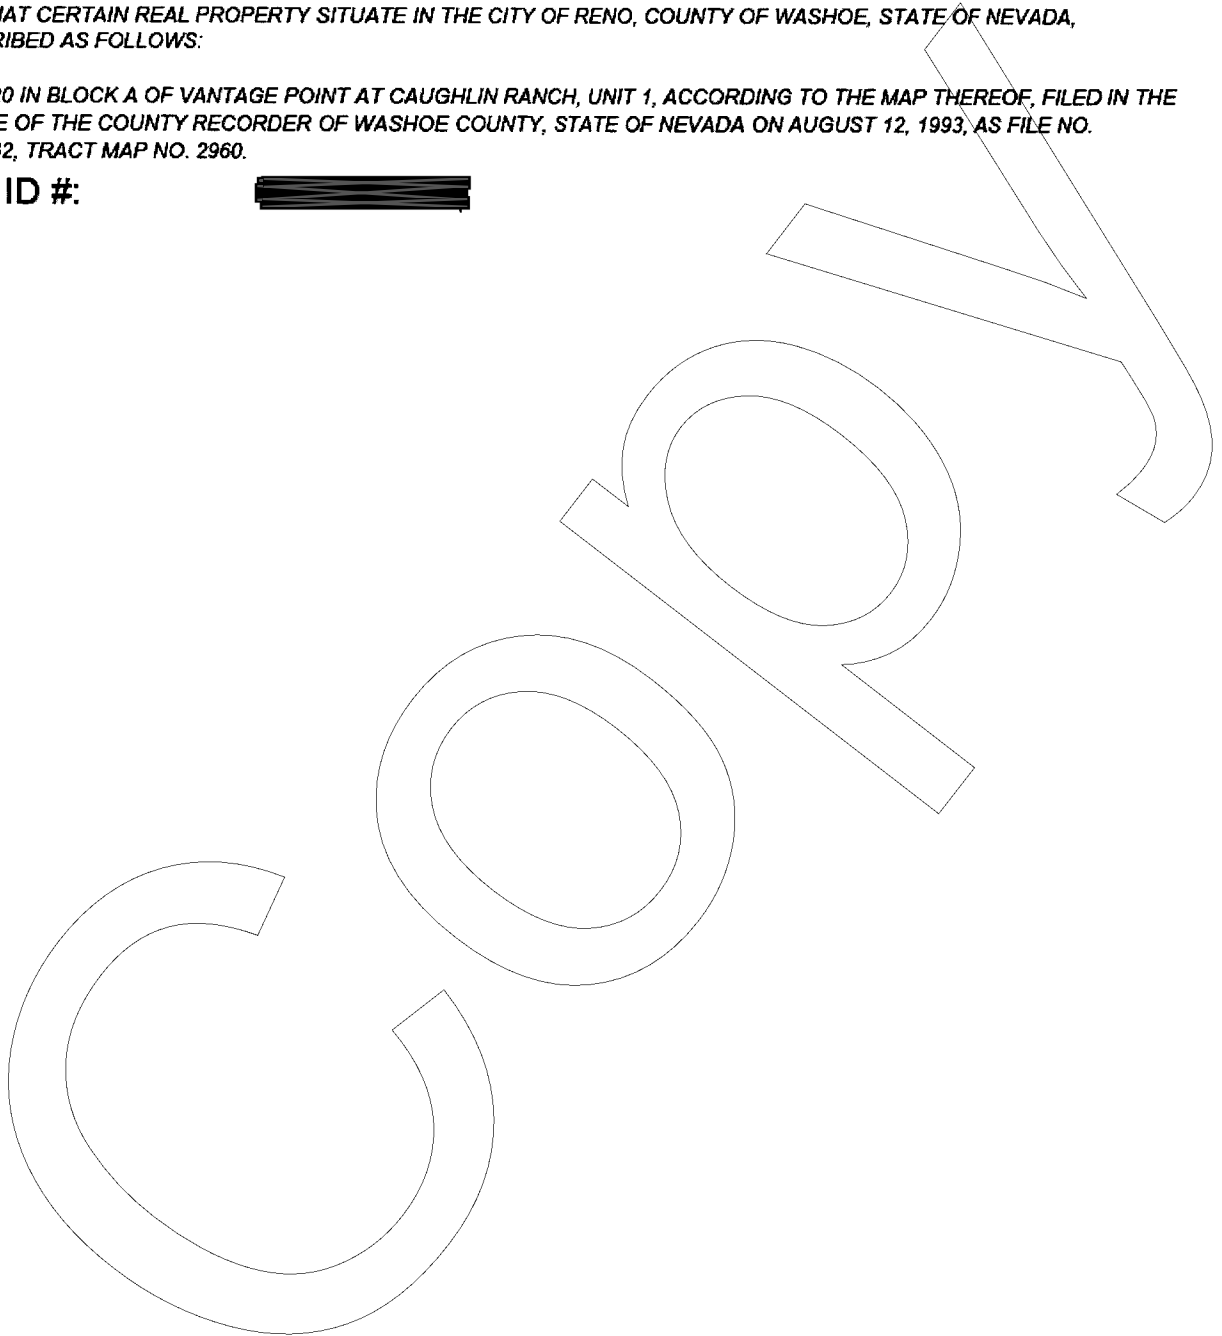 HAT CERTAIN REAL PROPERTY SITUATE IN THE CITY OF RENO, COUNTY OF WASHOE, STATE OF NEVADA,
RIBED AS FOLLOWS:
0 IN BLOCK A OF VANTAGE POINT AT CAUGHLIN RANCH, UNIT 1, ACCORDING TO THE MAP THEREOF, FILED IN THE
E OF THE COUNTY RECORDER OF WASHOE COUNTY, STATE OF NEVADA ON AUGUST 12, 1993, AS FILE NO.
2, TRACT MAP NO. 2960.
ID #:
Copy